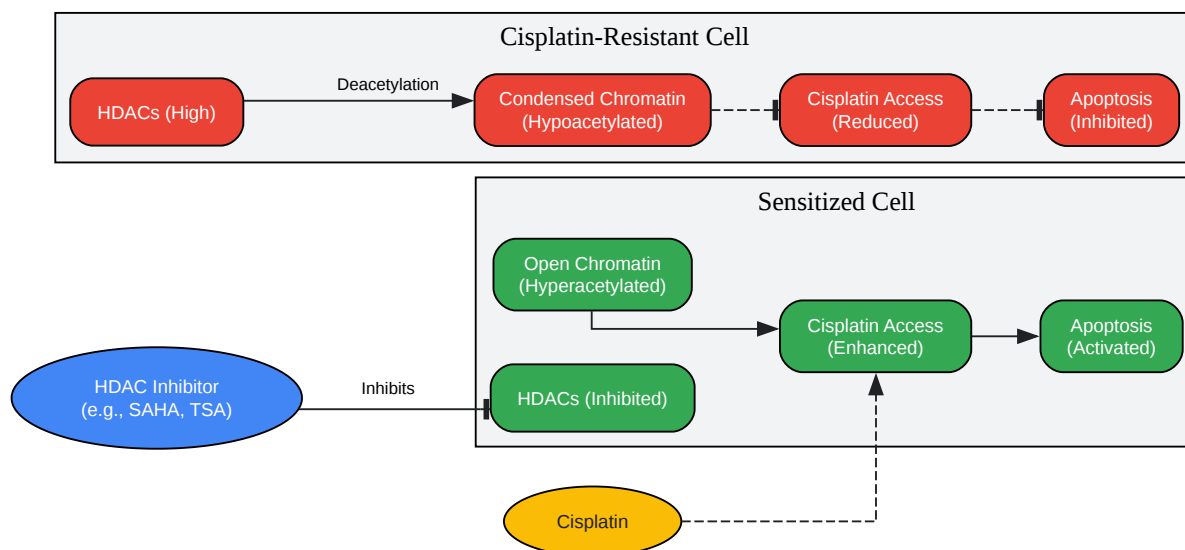 Cisplatin-Resistant Cell
HDACs (High)
Deacetylation
Condensed Chromatin
(Hypoacetylated)
Cisplatin Access
(Reduced)
Apoptosis
(Inhibited)
Sensitized Cell
Open Chromatin
(Hyperacetylated)
Cisplatin Access
(Enhanced)
Apoptosis
(Activated)
HDAC Inhibitor
(e.g., SAHA, TSA)
Inhibits
HDACs (Inhibited)
Cisplatin